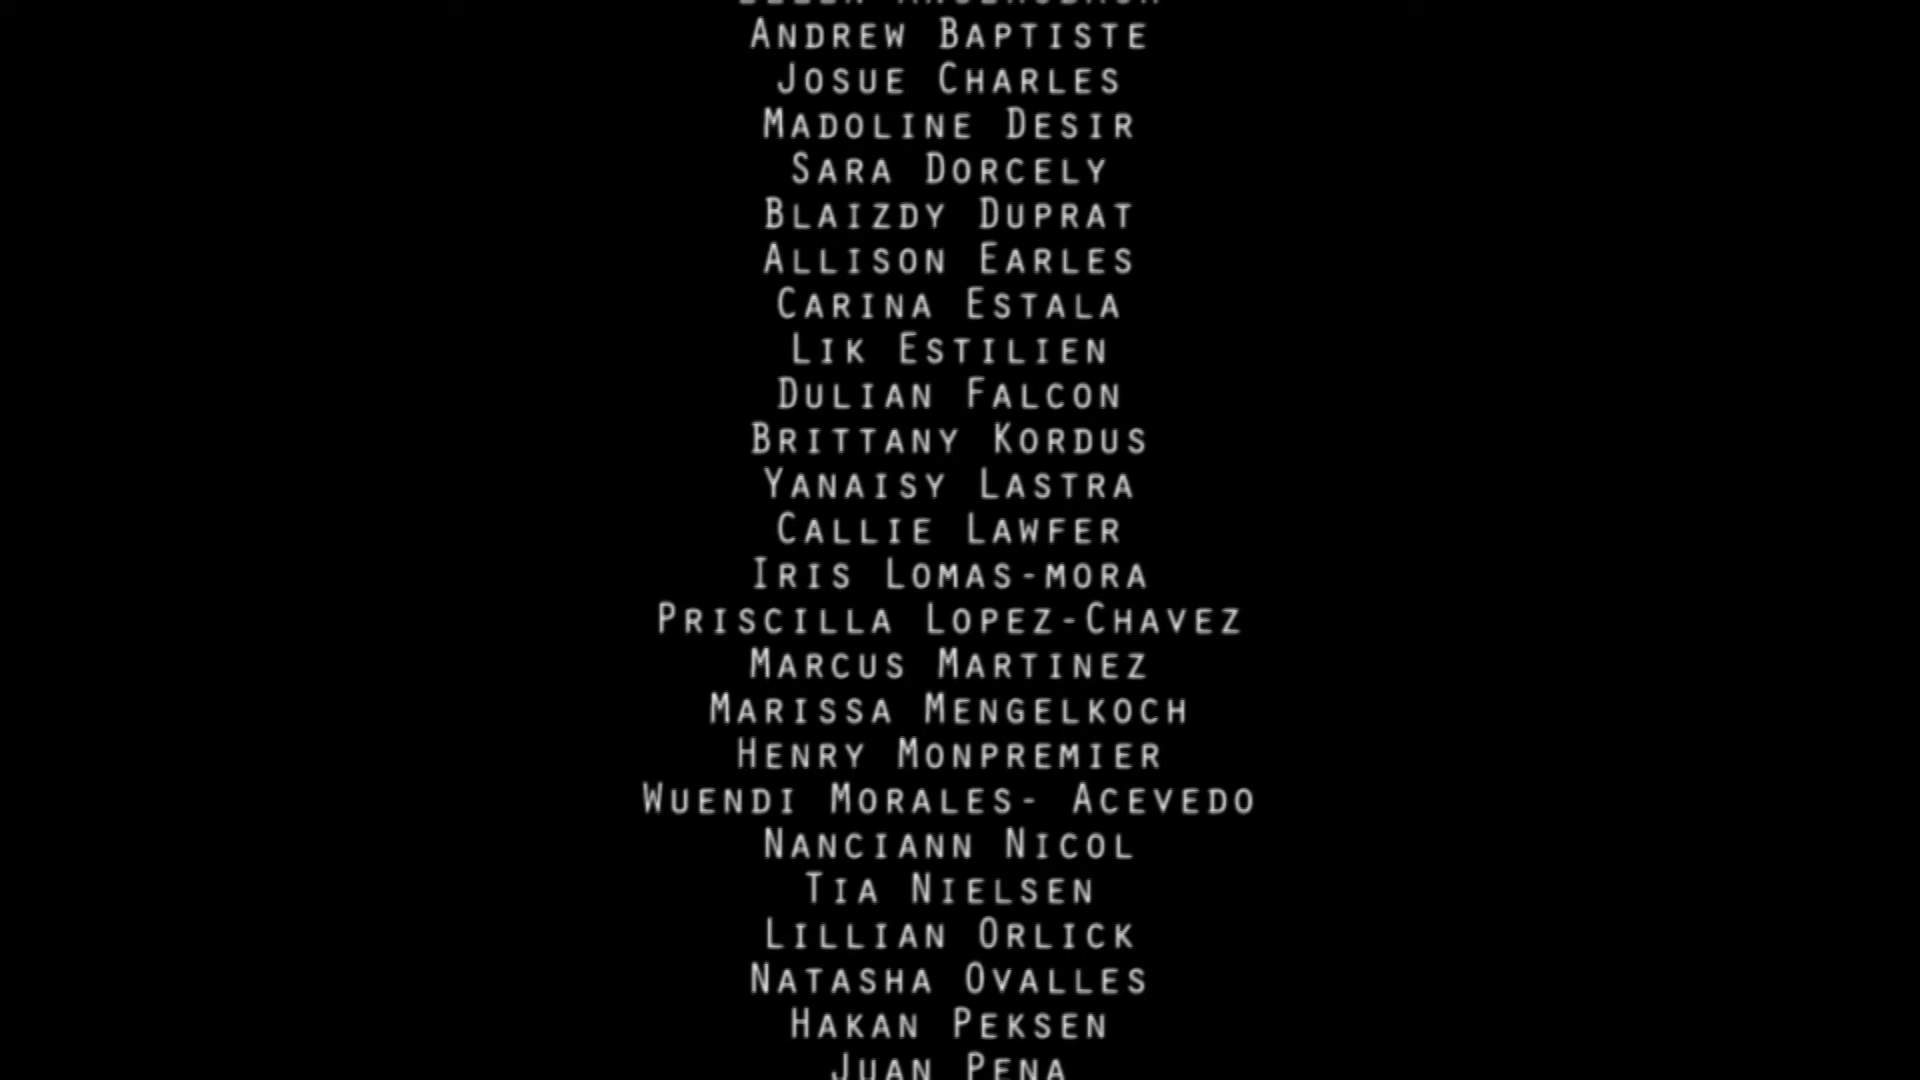 Andrew Baptiste
Josue Charles
Madoline Desir
Sara Dorcely
Blaizdy Duprat
Allison Earles
Carina Estala
Lik Estilien
Dulian Falcon
Brittany Kordus
Yanaisy Lastra
Callie Lawfer
Iris Lomas-mora
Priscilla Lopez-Chavez
Marcus Martinez
Marissa Mengelkoch
Henry Monpremier
Wuendi Morales- Acevedo
Nanciann Nicol
Tia Nielsen
Lillian Orlick
Natasha Ovalles
Hakan Peksen
Juan Pena